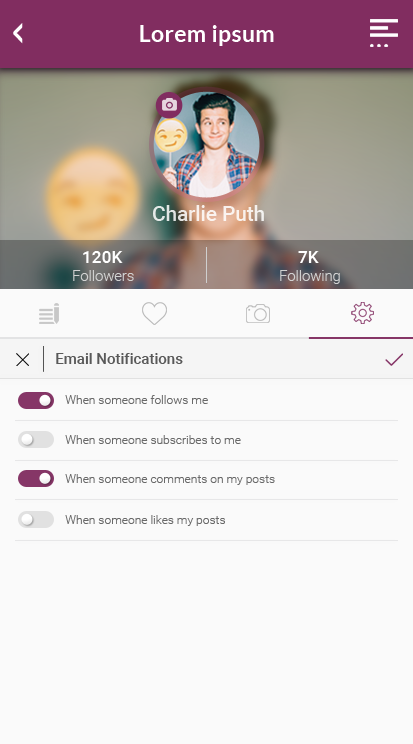 Lorem ipsum
Charlie Puth
120K
Followers
7K
Following
Email Notifications
When someone follows me
When someone subscribes to me
When someone comments on my posts
When someone likes my posts